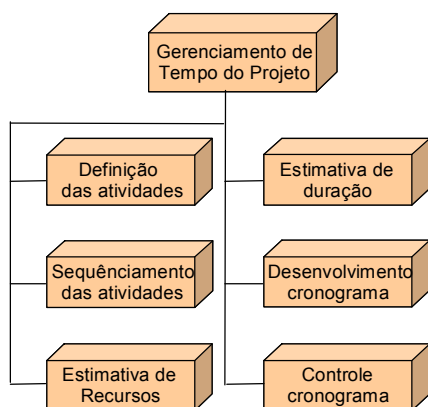 Gerenciamento de
Tempo do Projeto
Definição
das atividades
Sequênciamento
das atividades
Estimativa de
Recursos
Estimativa de
duração
Desenvolvimento
cronograma
Controle
cronograma